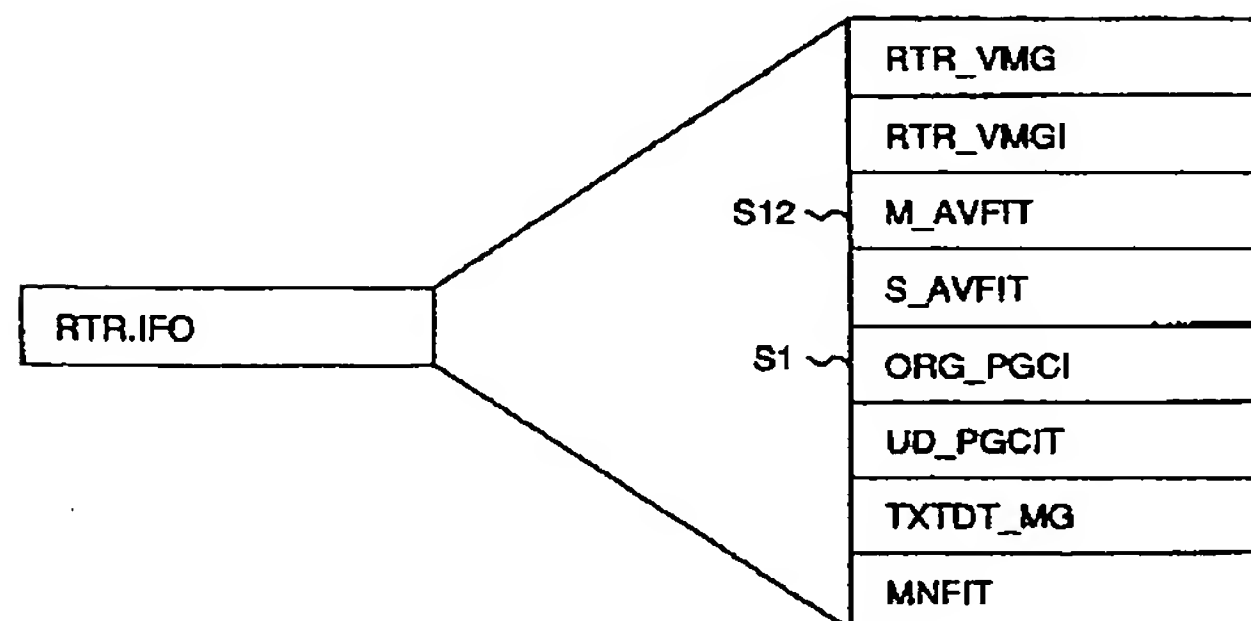 RTR_VMG
RTR_VMGI
S12 M_AVFIT
S_AVFIT
RTR.IFO
S1 ORG_PGCI
UD_PGCIT
TXTDT_MG
MNFIT